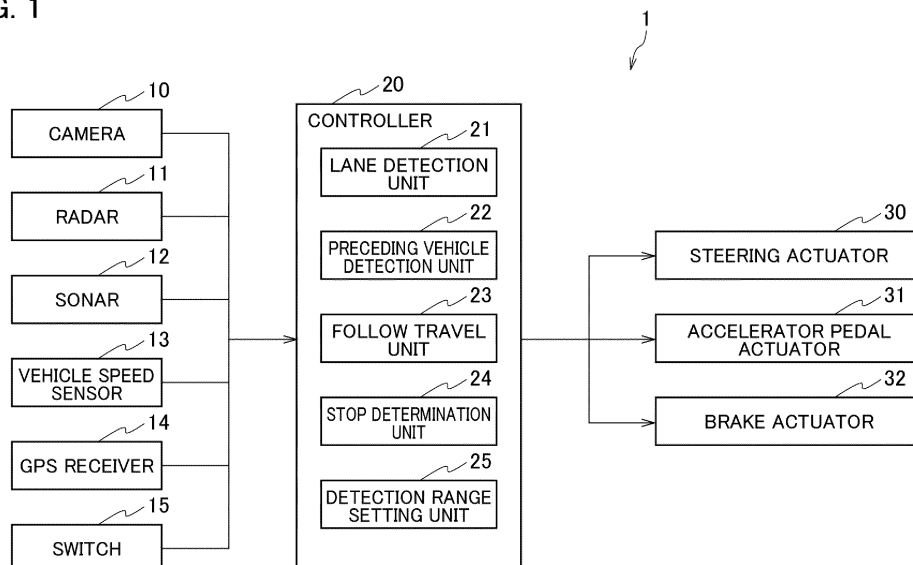 G. 1
1
10
CAMERA
11
RADAR
12
SONAR
13
VEHICLE SPEED
SENSOR
14
GPS RECEIVER
15
SWITCH
20
CONTROLLER
21
LANE DETECTION
UNIT
22
PRECEDING VEHICLE
DETECTION UNIT
23
FOLLOW TRAVEL
UNIT
24
STOP DETERMINATION
UNIT
25
DETECTION RANGE
SETTING UNIT
30
STEERING ACTUATOR
31
ACCELERATOR PEDAL
ACTUATOR
32
BRAKE ACTUATOR